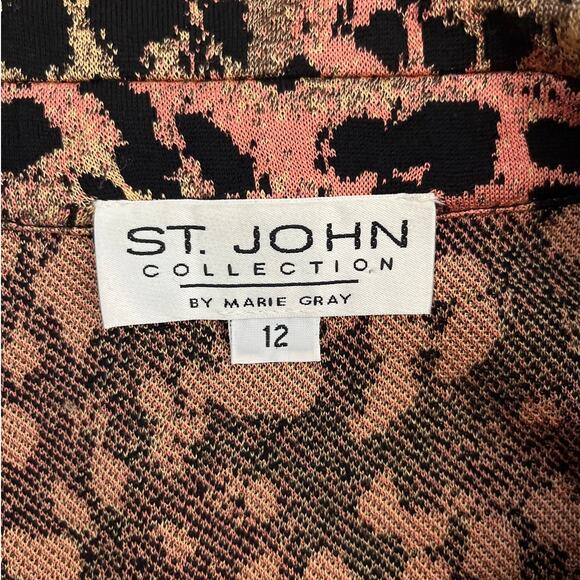 ST. JOHN
COLLECTION
BY MARIE GRAY
12